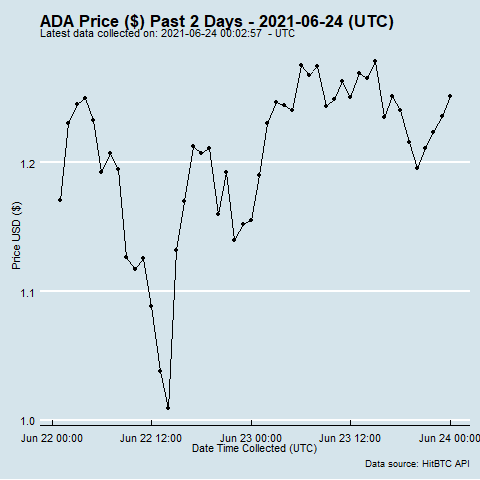 ADA Price ($) Past 2 Days - 2021-06-24 (UTC)
Latest data collected on: 2021-06-24 00:02:57 - UTC
1.2
Price USD ($)
1.1
1.0
Jun 22 00:00 Jun 22 12:00 Jun 23 00:00 Jun 23 12:00 Jun 24 00:00
Date Time Collected (UTC)
Data source: HitBTC API